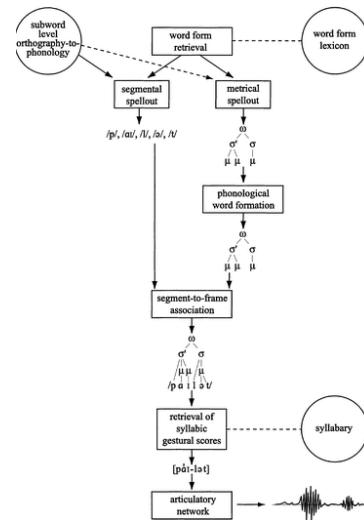 subword
level
orthography-to-
phonology
word form
retrieval
word form
lexicon
segmental
spellout
metrical
spellout
/p/, /ɑɪ/, /l/, /ə/, /t/
ω
σ' σ
μ μ μ
phonological
word formation
ω
σ' σ
μ μ μ
segment-to-frame
association
ω
σ' σ
μ μ μ
/p ɑ ɪ l ə t/
retrieval of
syllabic
gestural scores
syllabary
[pɑ́ɪ-lət]
articulatory
network